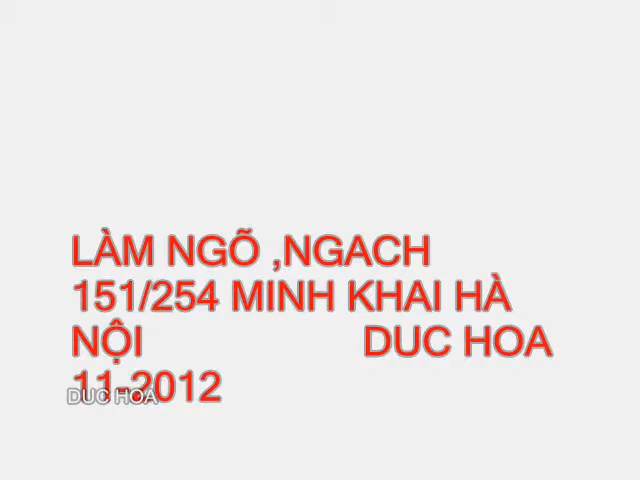 LÀM NGÕ ,NGACH
151/254 MINH KHAI HÀ
NỘI DUC HOA
11-2012
DUC HOA